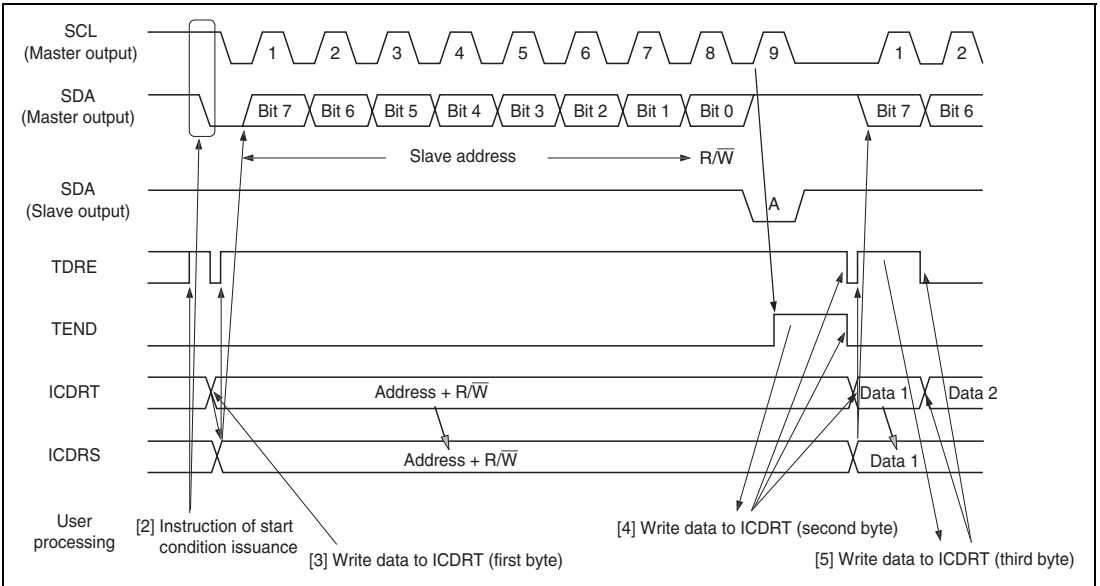 SCL
(Master output)
1 2 3 4 5 6 7 8 9 1 2
SDA
(Master output)
Bit 7 Bit 6 Bit 5 Bit 4 Bit 3 Bit 2 Bit 1 Bit 0 Bit 7 Bit 6
Slave address R/W̅
SDA
(Slave output)
A
TDRE
TEND
ICDRT
Address + R/W̅ Data 1 Data 2
ICDRS
Address + R/W̅ Data 1
User
processing
[2] Instruction of start
condition issuance
[3] Write data to ICDRT (first byte)
[4] Write data to ICDRT (second byte)
[5] Write data to ICDRT (third byte)